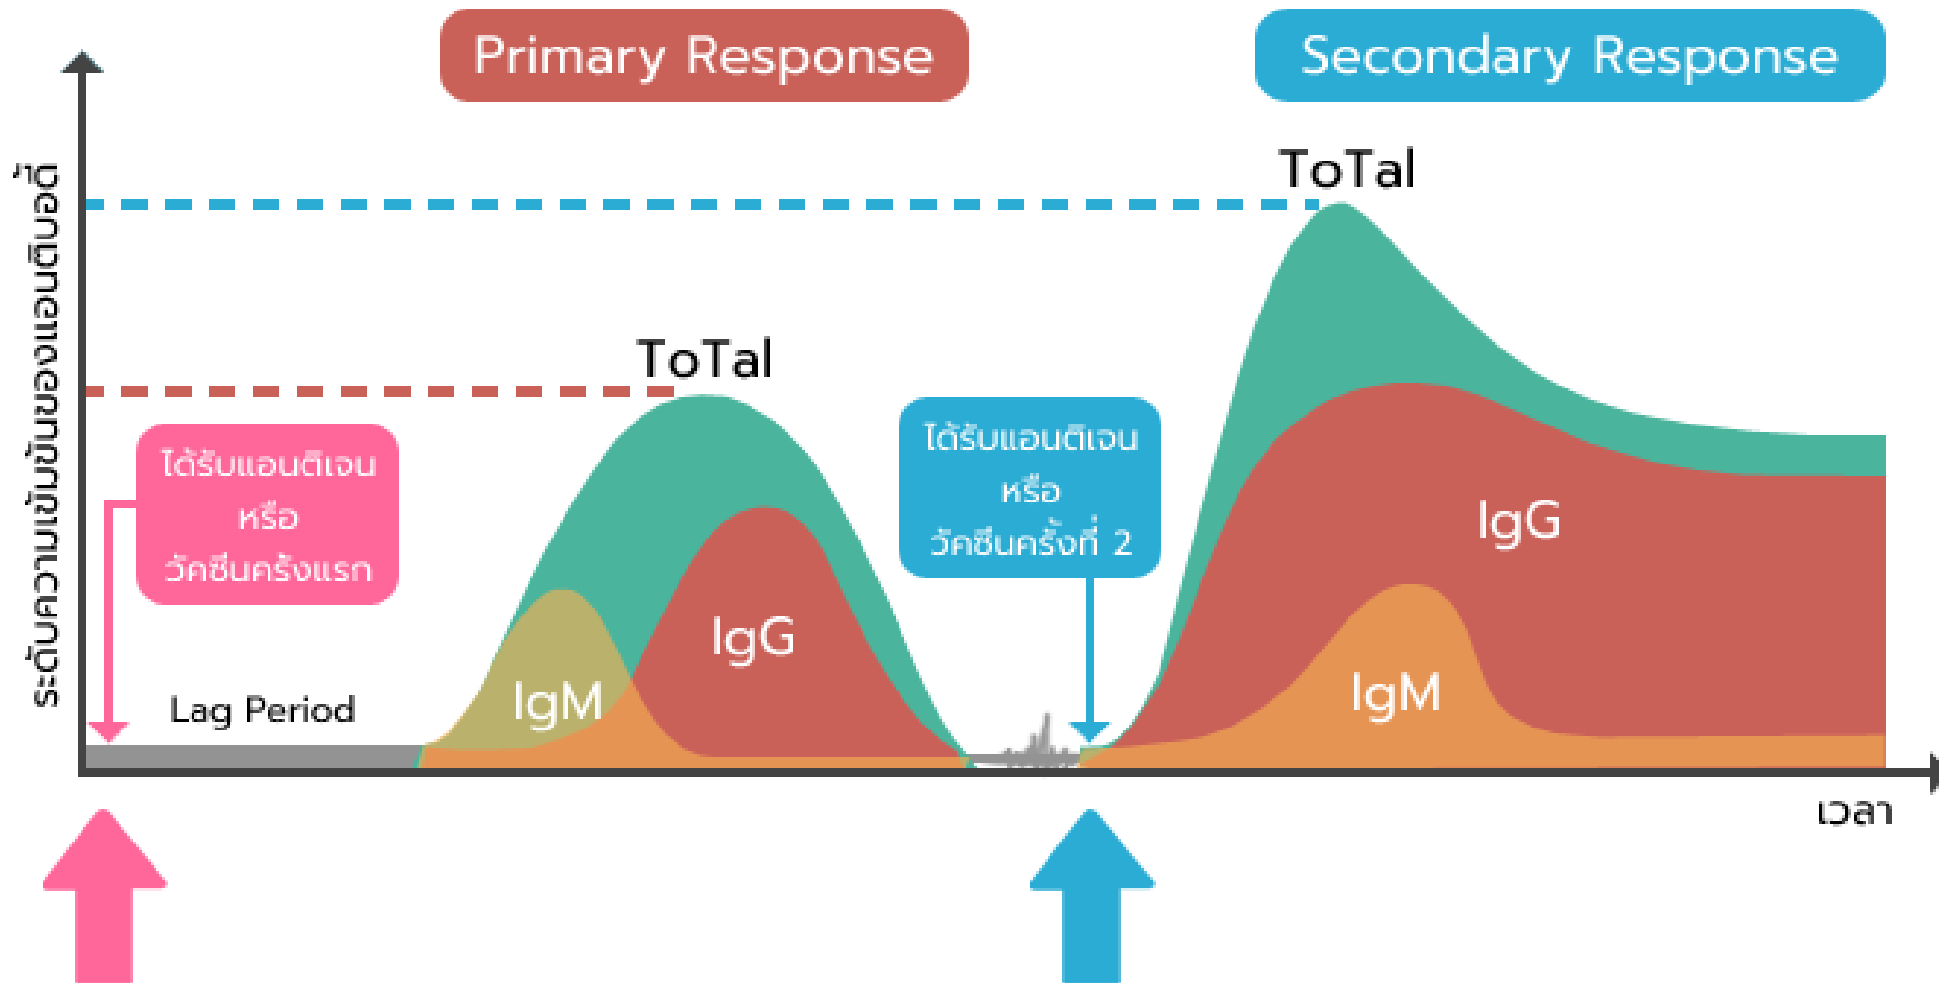 Primary Response
Secondary Response
ระดับความเข้มข้นของแอนติบอดี้
ToTal
ToTal
ได้รับแอนติเจน
หรือ
วัคซีนครั้งแรก
ได้รับแอนติเจน
หรือ
วัคซีนครั้งที่ 2
Lag Period
IgM
IgG
IgG
IgM
เวลา